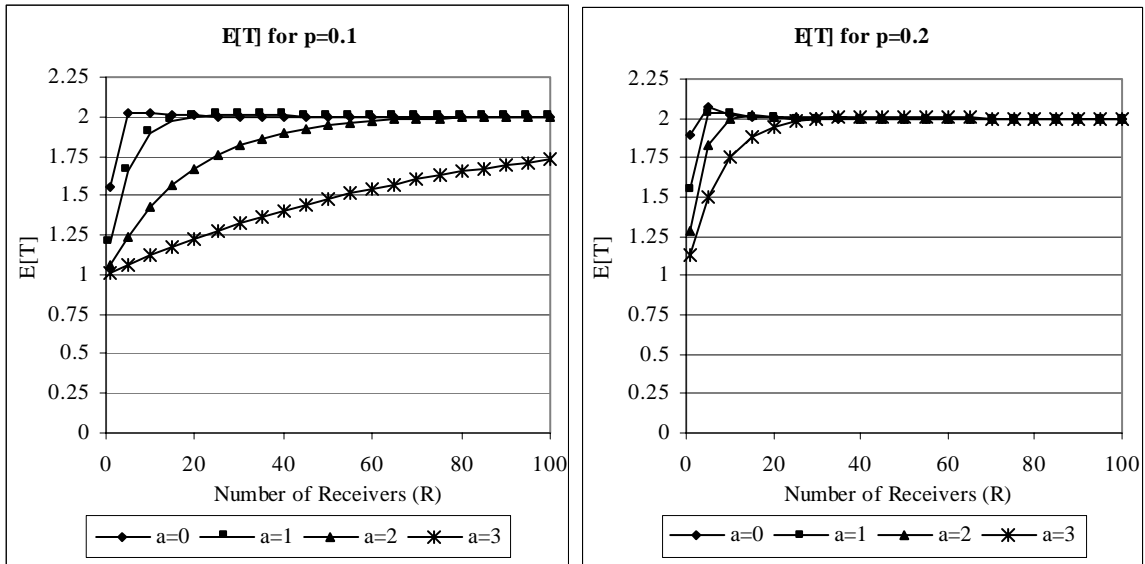 E[T] for p=0.1
2.25
2
1.75
1.5
1.25
1
0.75
0.5
0.25
0
E[T]
0 20 40 60 80 100
Number of Receivers (R)
a=0 a=1 a=2 a=3
E[T] for p=0.2
2.25
2
1.75
1.5
1.25
1
0.75
0.5
0.25
0
E[T]
0 20 40 60 80 100
Number of Receivers (R)
a=0 a=1 a=2 a=3